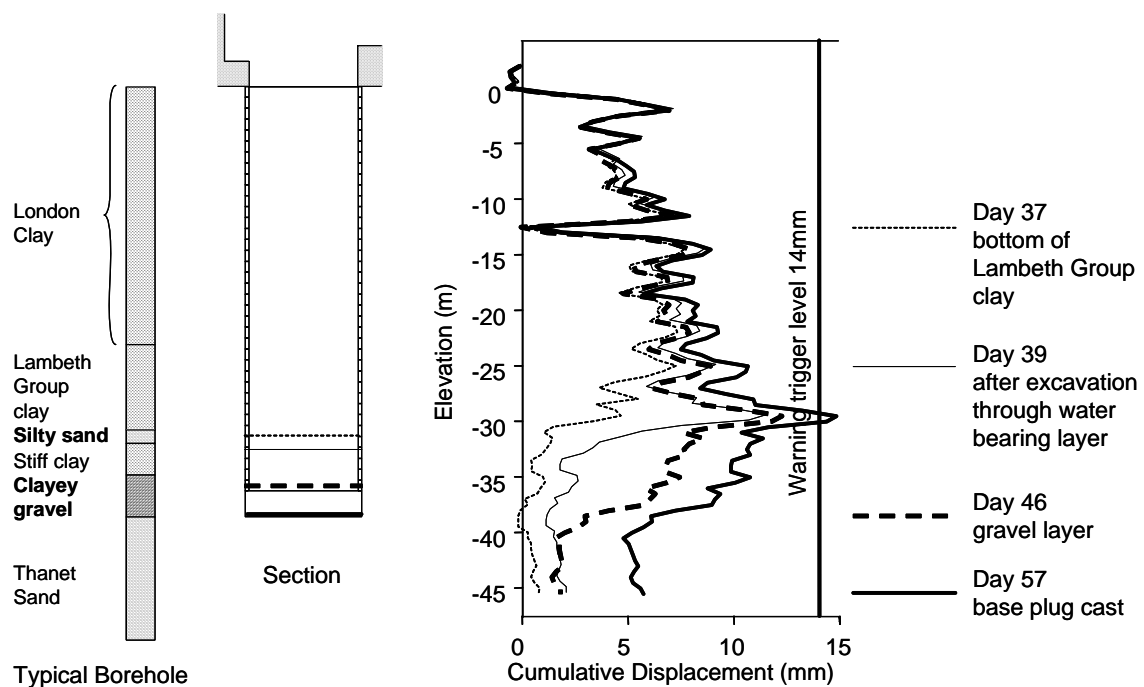 London
Clay
Lambeth
Group
clay
Silty sand
Stiff clay
Clayey
gravel
Thanet
Sand
Typical Borehole
Section
Elevation (m)
0
-5
-10
-15
-20
-25
-30
-35
-40
-45
0
5
10
15
Cumulative Displacement (mm)
Warning trigger level 14mm
Day 37
bottom of
Lambeth Group
clay
Day 39
after excavation
through water
bearing layer
Day 46
gravel layer
Day 57
base plug cast